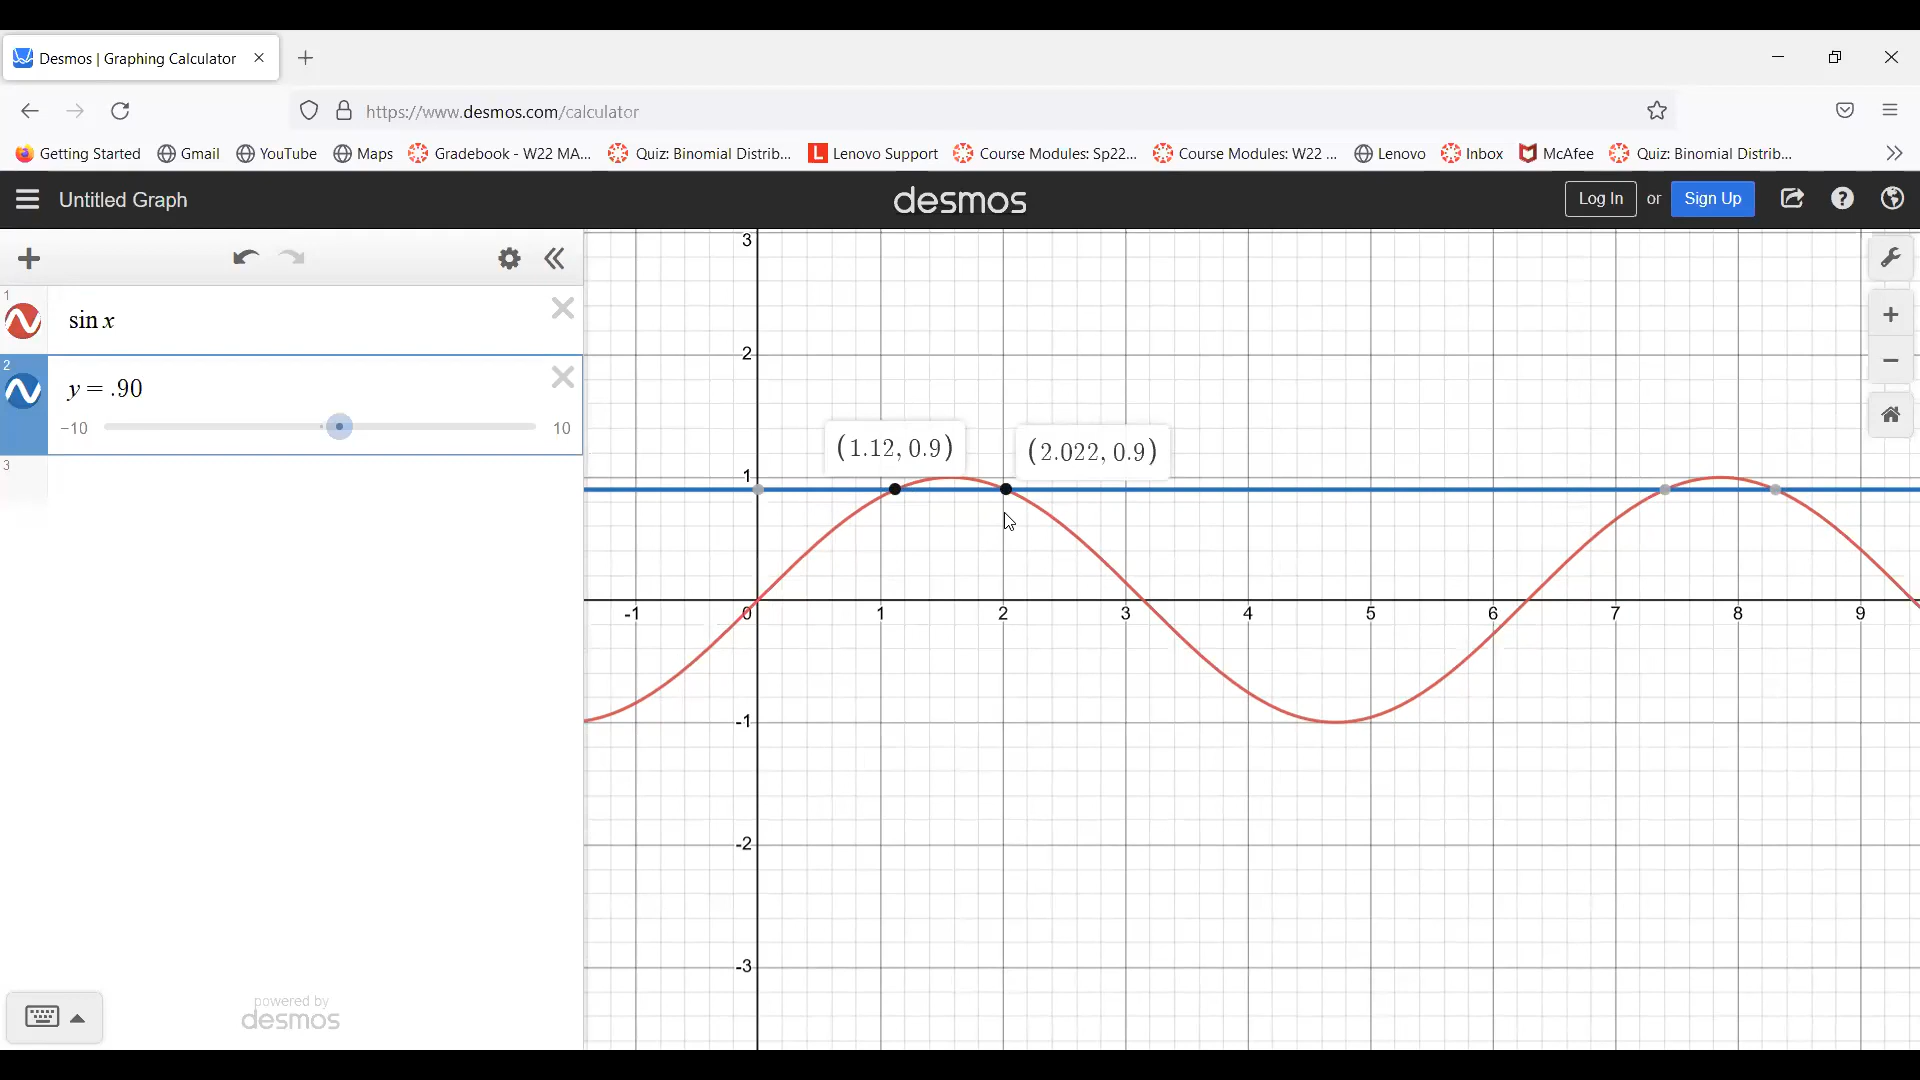 Desmos | Graphing Calculator
https://www.desmos.com/calculator
Getting Started Gmail YouTube Maps Gradebook - W22 MA... Quiz: Binomial Distrib... L Lenovo Support Course Modules: Sp22... Course Modules: W22 ... Lenovo Inbox McAfee Quiz: Binomial Distrib...
Untitled Graph desmos Log In or Sign Up
1
sin x
2
y = .90
−10 10
3
3
2
(1.12, 0.9) (2.022, 0.9)
1
-1 0 1 2 3 4 5 6 7 8 9
-1
-2
-3
powered by
desmos